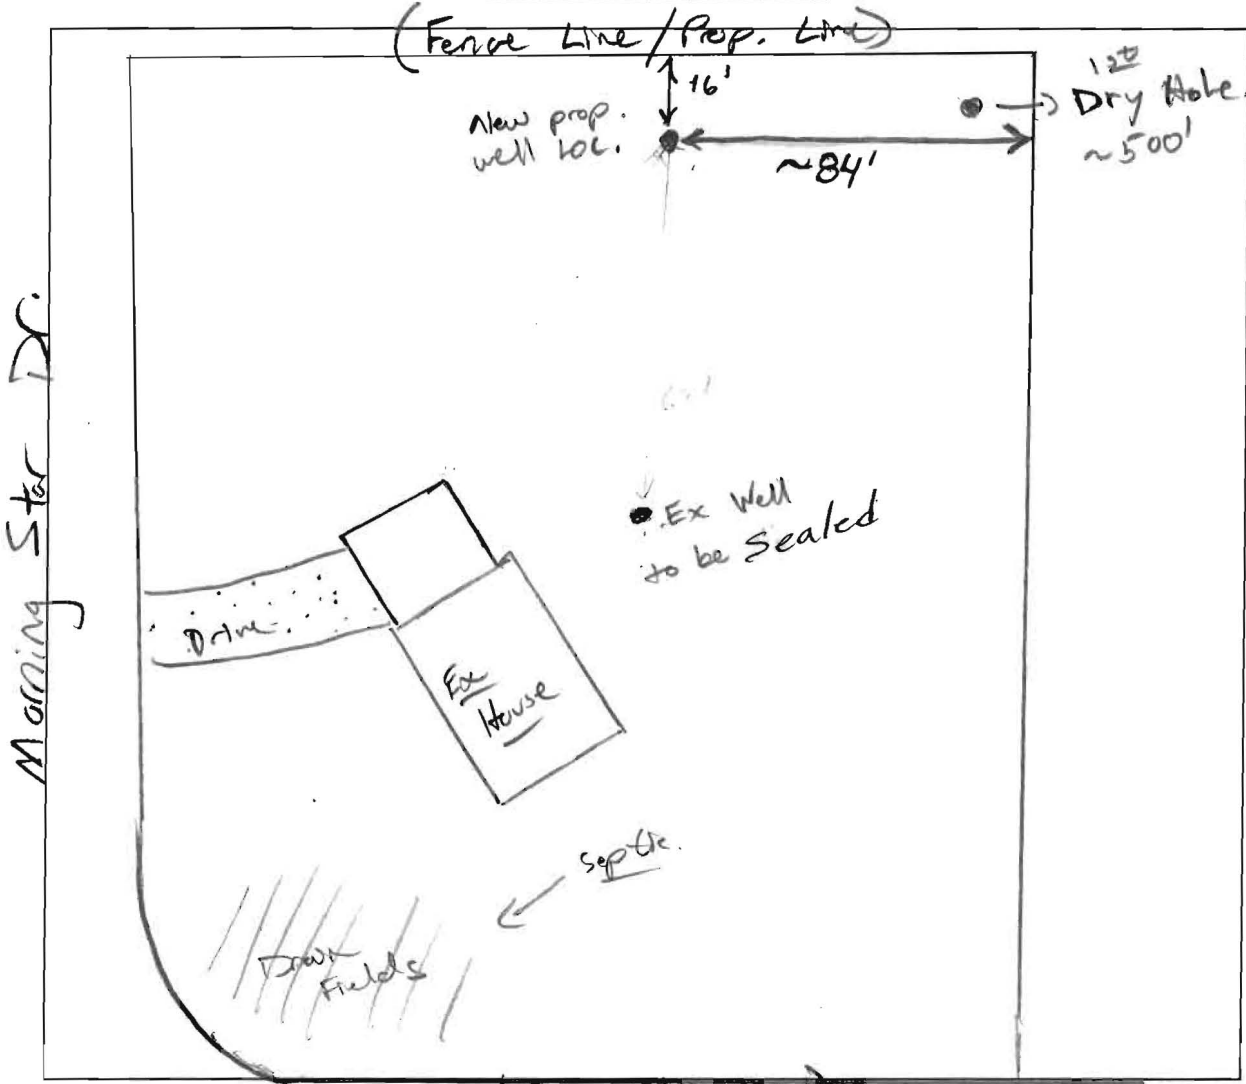 (Fence Line/Prop. Line)
16'
1st
Dry Hole
~500'
New prop.
well loc.
~84'
Morning Star Dr.
Ex Well
to be Sealed
Drive
Ex
House
Septic.
Drain
Fields